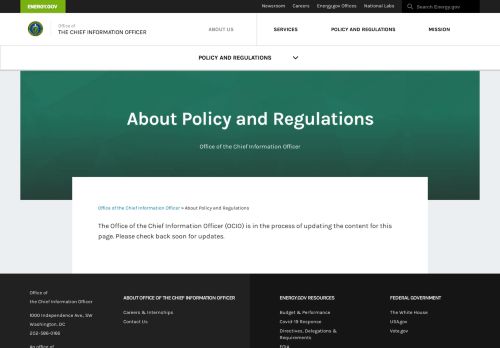 ENERGY.GOV
Newsroom Careers Energy.gov Offices National Labs Search Energy.gov
Office of
THE CHIEF INFORMATION OFFICER
ABOUT US SERVICES POLICY AND REGULATIONS MISSION
POLICY AND REGULATIONS
About Policy and Regulations
Office of the Chief Information Officer
Office of the Chief Information Officer » About Policy and Regulations
The Office of the Chief Information Officer (OCIO) is in the process of updating the content for this
page. Please check back soon for updates.
Office of
the Chief Information Officer
1000 Independence Ave., SW
Washington, DC
202-586-0166
An office of
ABOUT OFFICE OF THE CHIEF INFORMATION OFFICER
Careers & Internships
Contact Us
ENERGY.GOV RESOURCES
Budget & Performance
Covid-19 Response
Directives, Delegations &
Requirements
FOIA
FEDERAL GOVERNMENT
The White House
USA.gov
Vote.gov